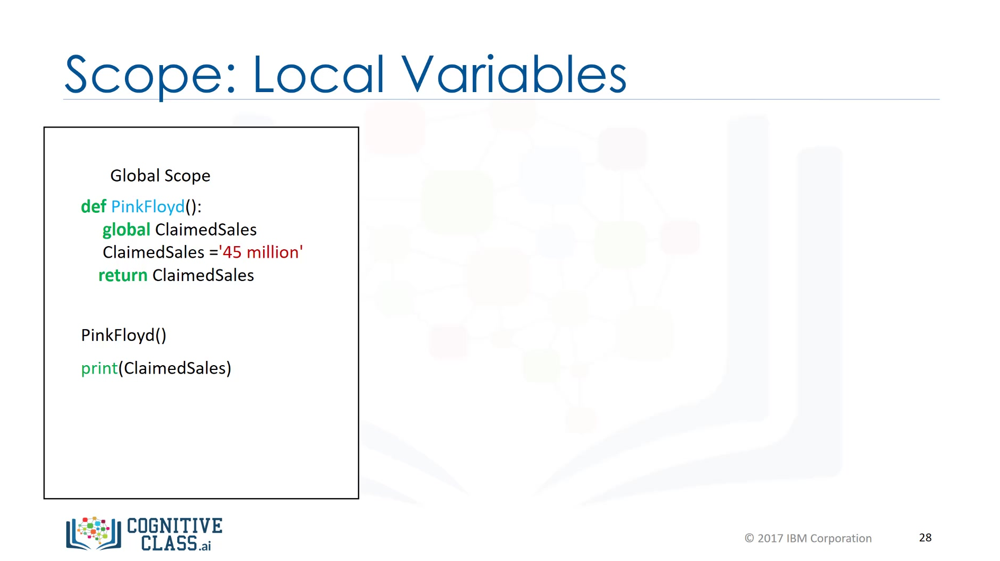 Scope: Local Variables
Global Scope
def PinkFloyd():
global ClaimedSales
ClaimedSales ='45 million'
return ClaimedSales
PinkFloyd()
print(ClaimedSales)
COGNITIVE
CLASS.ai
© 2017 IBM Corporation
28